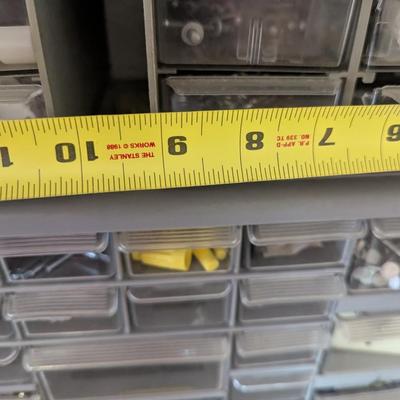 6
7
P.B. APP-D
NO. 339 TC
8
9
THE STANLEY
WORKS © 1988
10